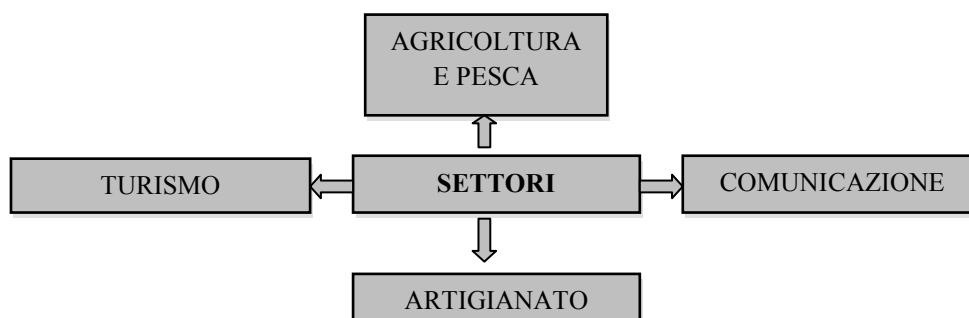 AGRICOLTURA
E PESCA
TURISMO
SETTORI
COMUNICAZIONE
ARTIGIANATO